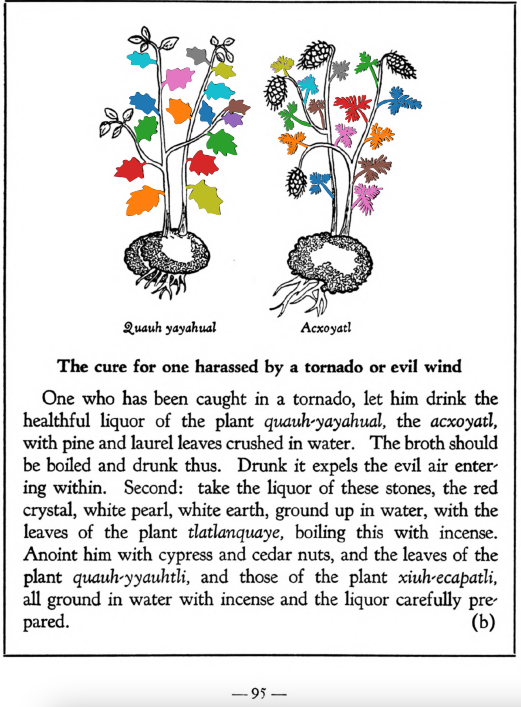 Quauh yayahual
Acxoyatl
The cure for one harassed by a tornado or evil wind
One who has been caught in a tornado, let him drink the
healthful liquor of the plant quauh-yayahual, the acxoyatl,
with pine and laurel leaves crushed in water. The broth should
be boiled and drunk thus. Drunk it expels the evil air enter-
ing within. Second: take the liquor of these stones, the red
crystal, white pearl, white earth, ground up in water, with the
leaves of the plant tlatlanquaye, boiling this with incense.
Anoint him with cypress and cedar nuts, and the leaves of the
plant quauh-yyauhtli, and those of the plant xiuh-ecapatli,
all ground in water with incense and the liquor carefully pre-
pared. (b)
— 95 —